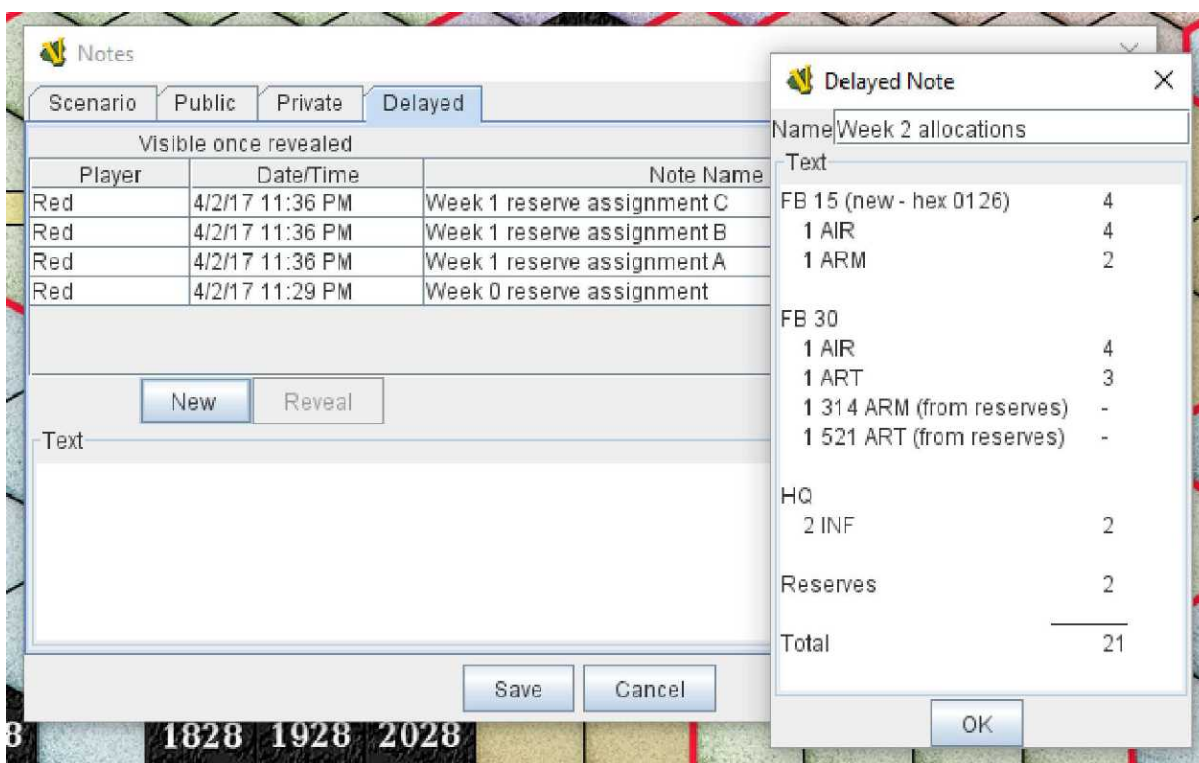 Notes
Scenario Public Private Delayed
Visible once revealed
Player Date/Time Note Name
Red 4/2/17 11:36 PM Week 1 reserve assignment C
Red 4/2/17 11:36 PM Week 1 reserve assignment B
Red 4/2/17 11:36 PM Week 1 reserve assignment A
Red 4/2/17 11:29 PM Week 0 reserve assignment
New Reveal
Text
Save Cancel
Delayed Note
Name Week 2 allocations
Text
FB 15 (new - hex 0126) 4
1 AIR 4
1 ARM 2
FB 30
1 AIR 4
1 ART 3
1 314 ARM (from reserves) -
1 521 ART (from reserves) -
HQ
2 INF 2
Reserves 2
Total 21
OK
8 1828 1928 2028